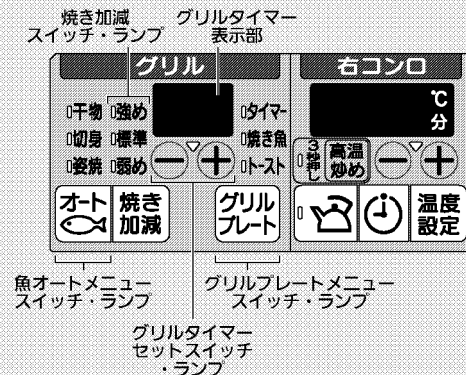 焼き加減
スイッチ・ランプ
グリルタイマー
表示部
グリル
右コンロ
干物 強め
タイマー
℃
切身 標準
焼き魚
分
姿焼 弱め
トースト
3秒押し
高温
炒め
オート
焼き
加減
グリル
プレート
温度
設定
魚オートメニュー
スイッチ・ランプ
グリルプレートメニュー
スイッチ・ランプ
グリルタイマー
セットスイッチ
・ランプ